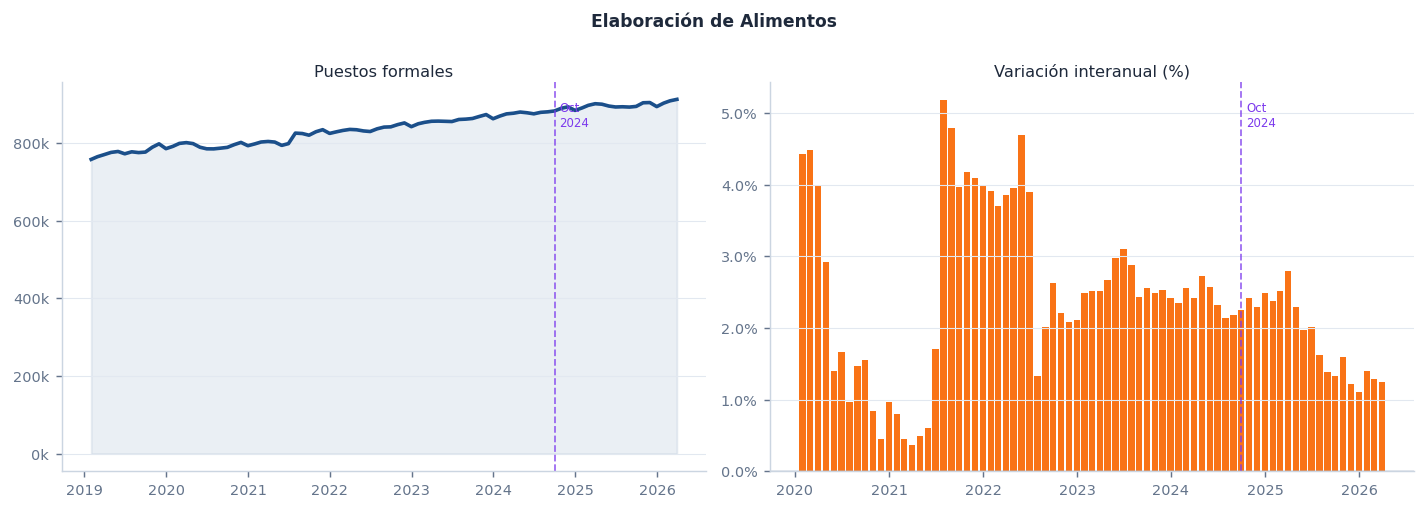 Elaboración de Alimentos
Puestos formales
800k
600k
400k
200k
0k
Oct
2024
2019 2020 2021 2022 2023 2024 2025 2026
Variación interanual (%)
5.0%
4.0%
3.0%
2.0%
1.0%
0.0%
Oct
2024
2020 2021 2022 2023 2024 2025 2026